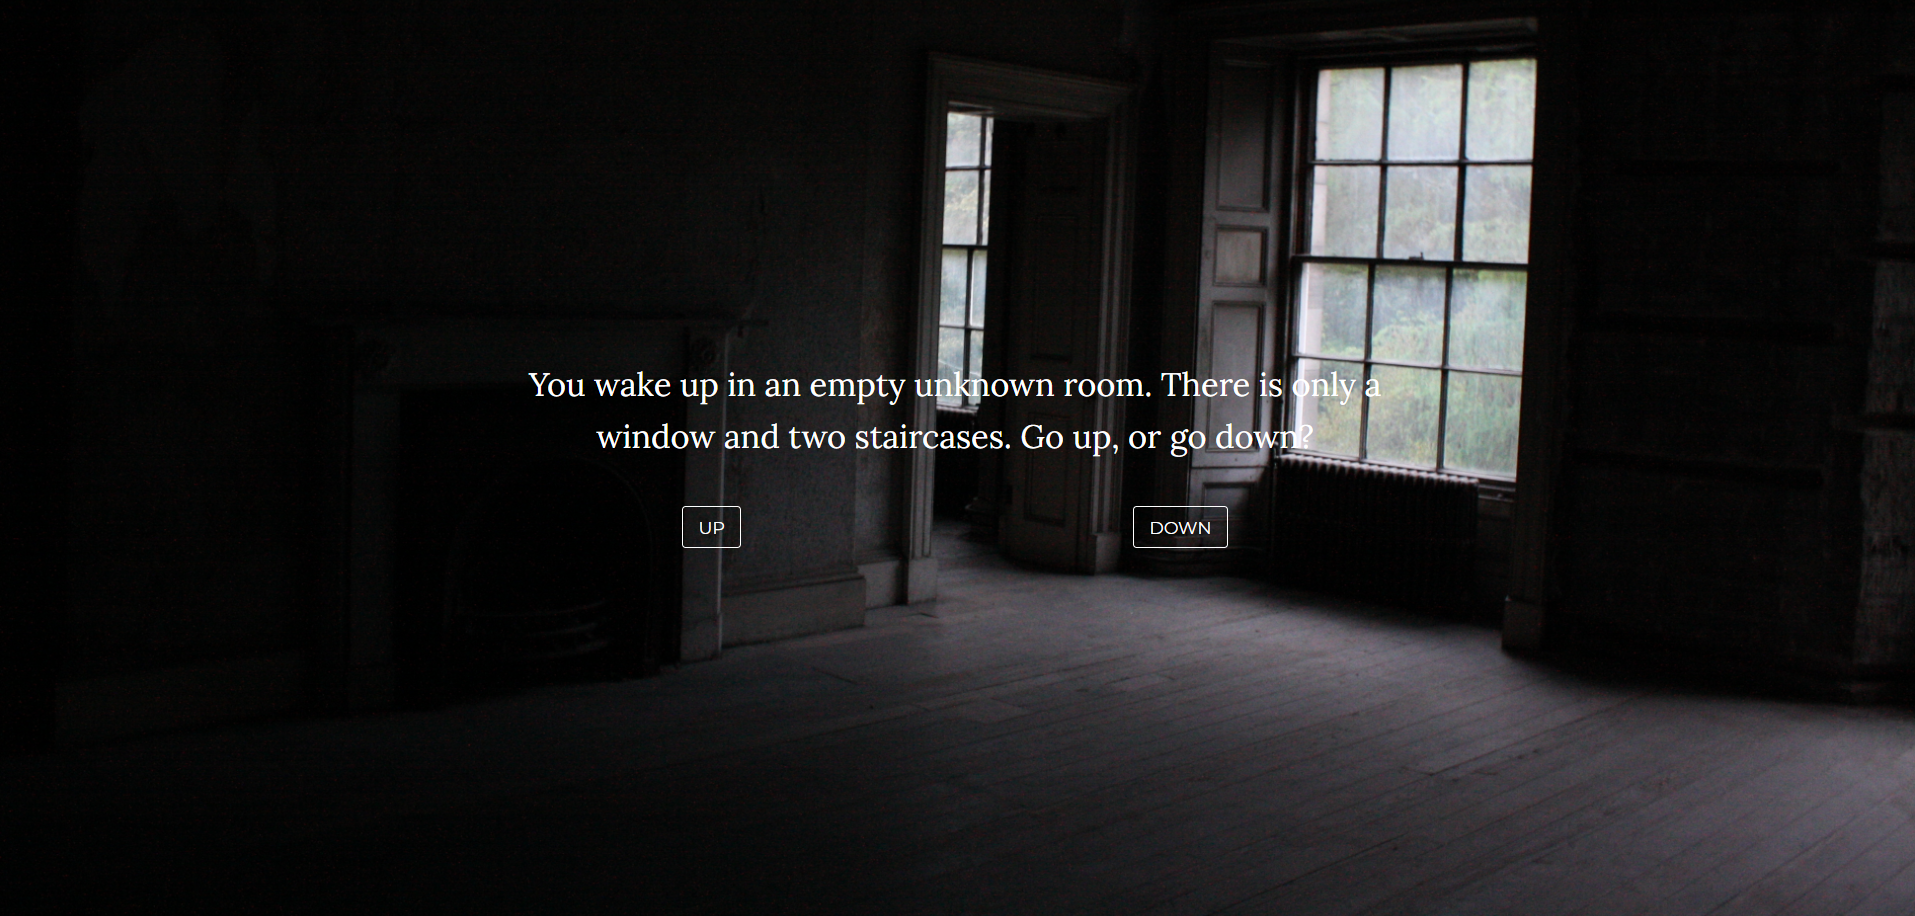 You wake up in an empty unknown room. There is only a
window and two staircases. Go up, or go down?
UP
DOWN